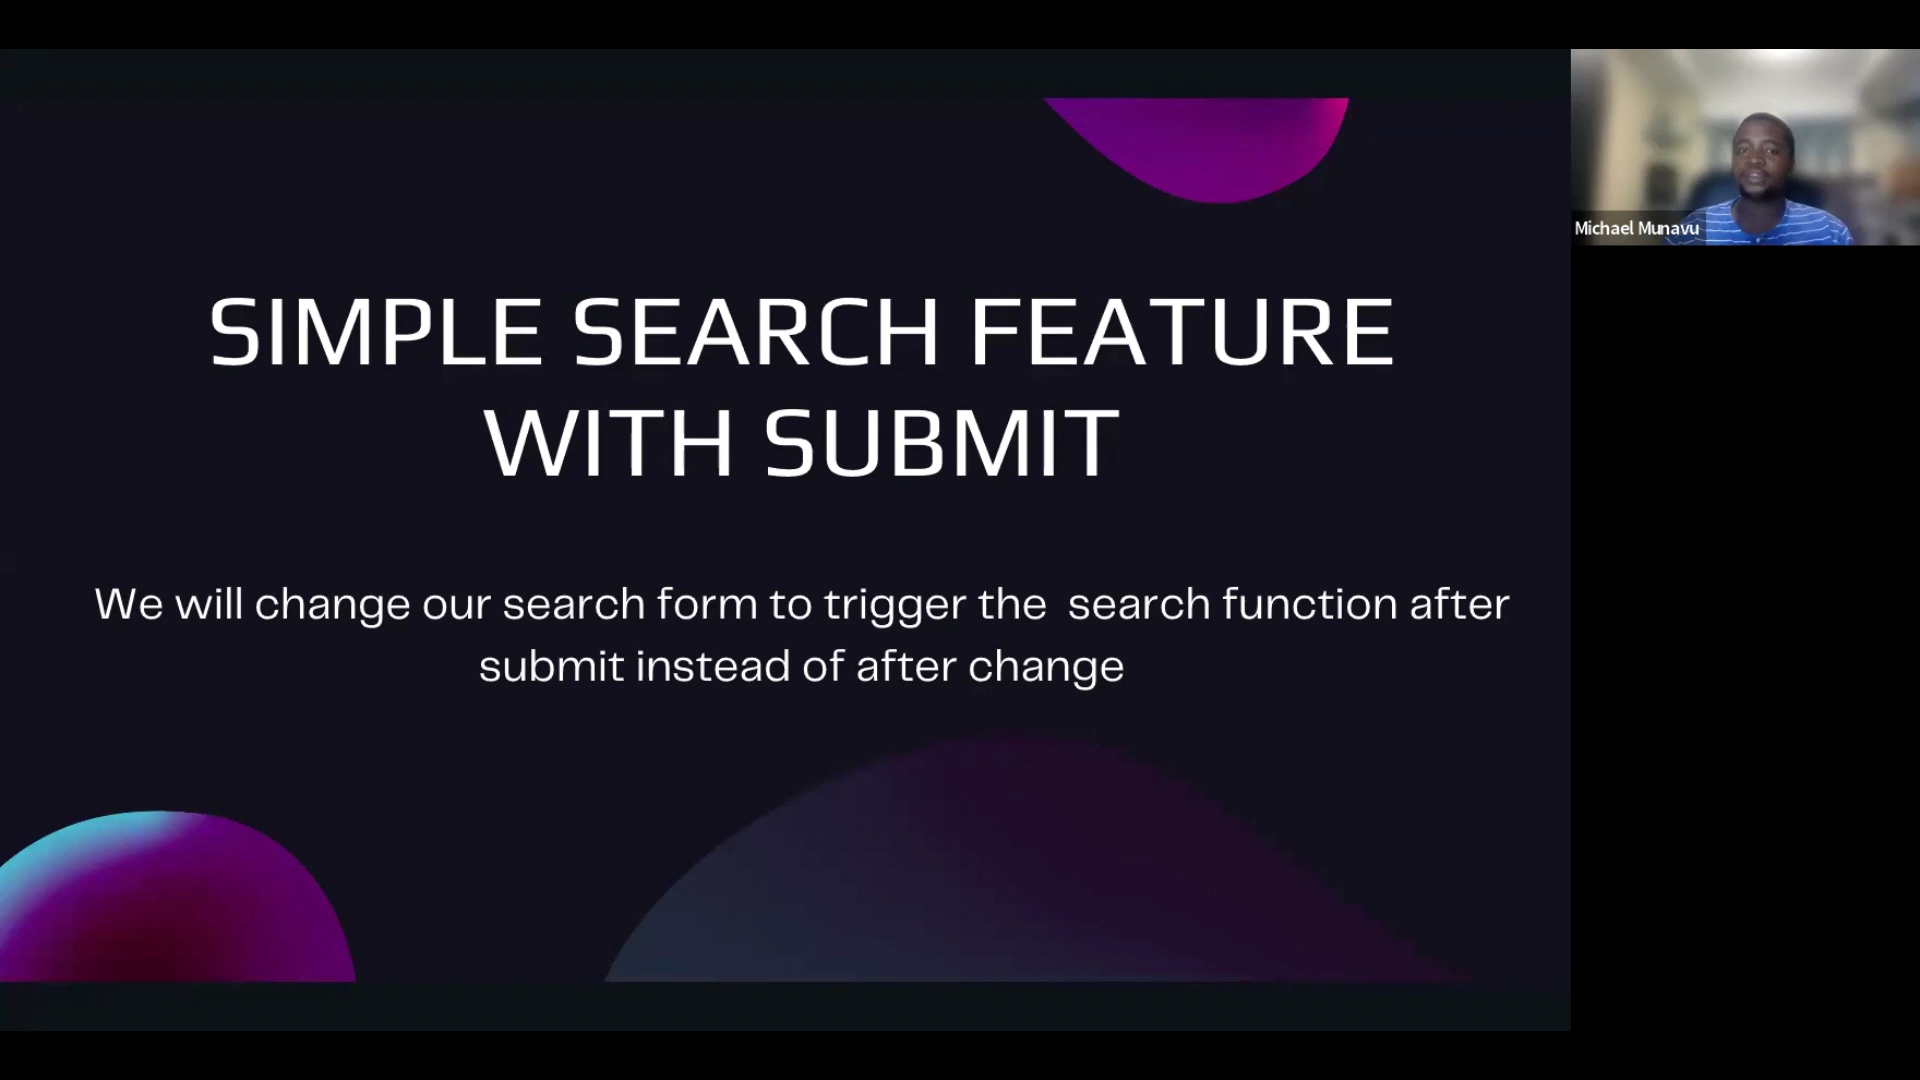 SIMPLE SEARCH FEATURE
WITH SUBMIT
We will change our search form to trigger the  search function after
submit instead of after change
Michael Munavu